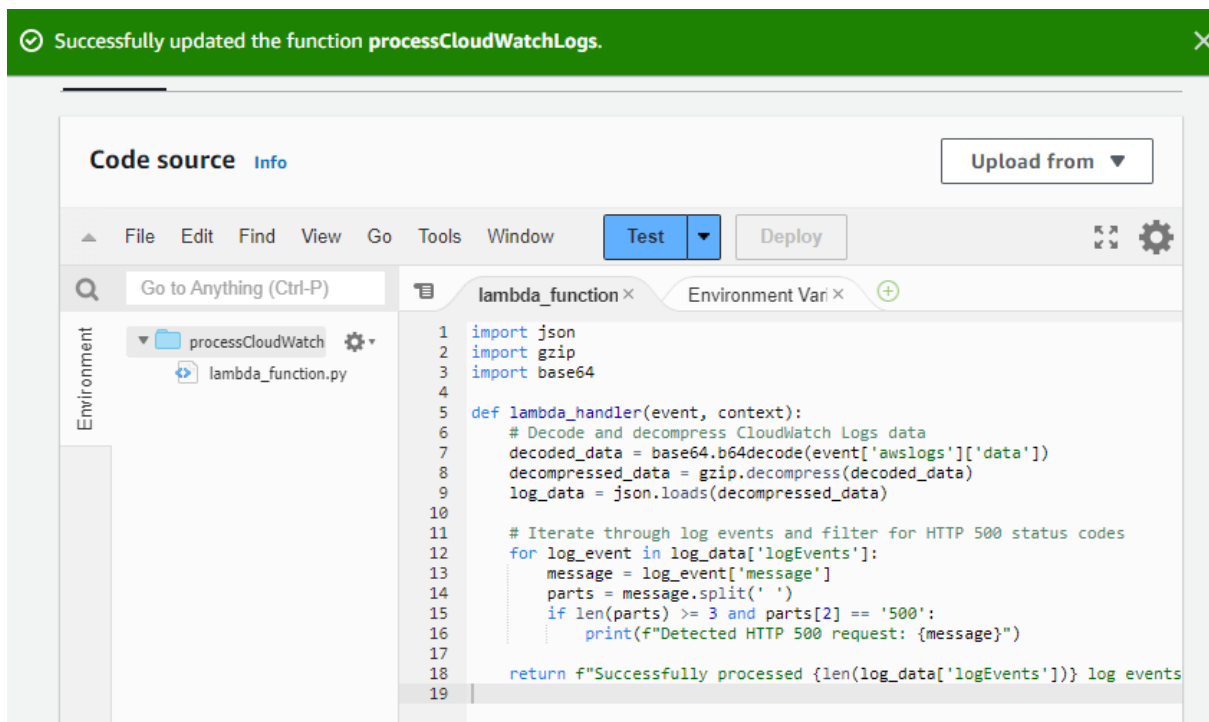 Successfully updated the function processCloudWatchLogs.
Code source Info
Upload from
File Edit Find View Go Tools Window Test Deploy
Go to Anything (Ctrl-P)
lambda_function Environment Vari
Environment
processCloudWatch
lambda_function.py
1 import json
2 import gzip
3 import base64
4
5 def lambda_handler(event, context):
6     # Decode and decompress CloudWatch Logs data
7     decoded_data = base64.b64decode(event['awslogs']['data'])
8     decompressed_data = gzip.decompress(decoded_data)
9     log_data = json.loads(decompressed_data)
10
11     # Iterate through log events and filter for HTTP 500 status codes
12     for log_event in log_data['logEvents']:
13         message = log_event['message']
14         parts = message.split(' ')
15         if len(parts) >= 3 and parts[2] == '500':
16             print(f"Detected HTTP 500 request: {message}")
17
18     return f"Successfully processed {len(log_data['logEvents'])} log events
19